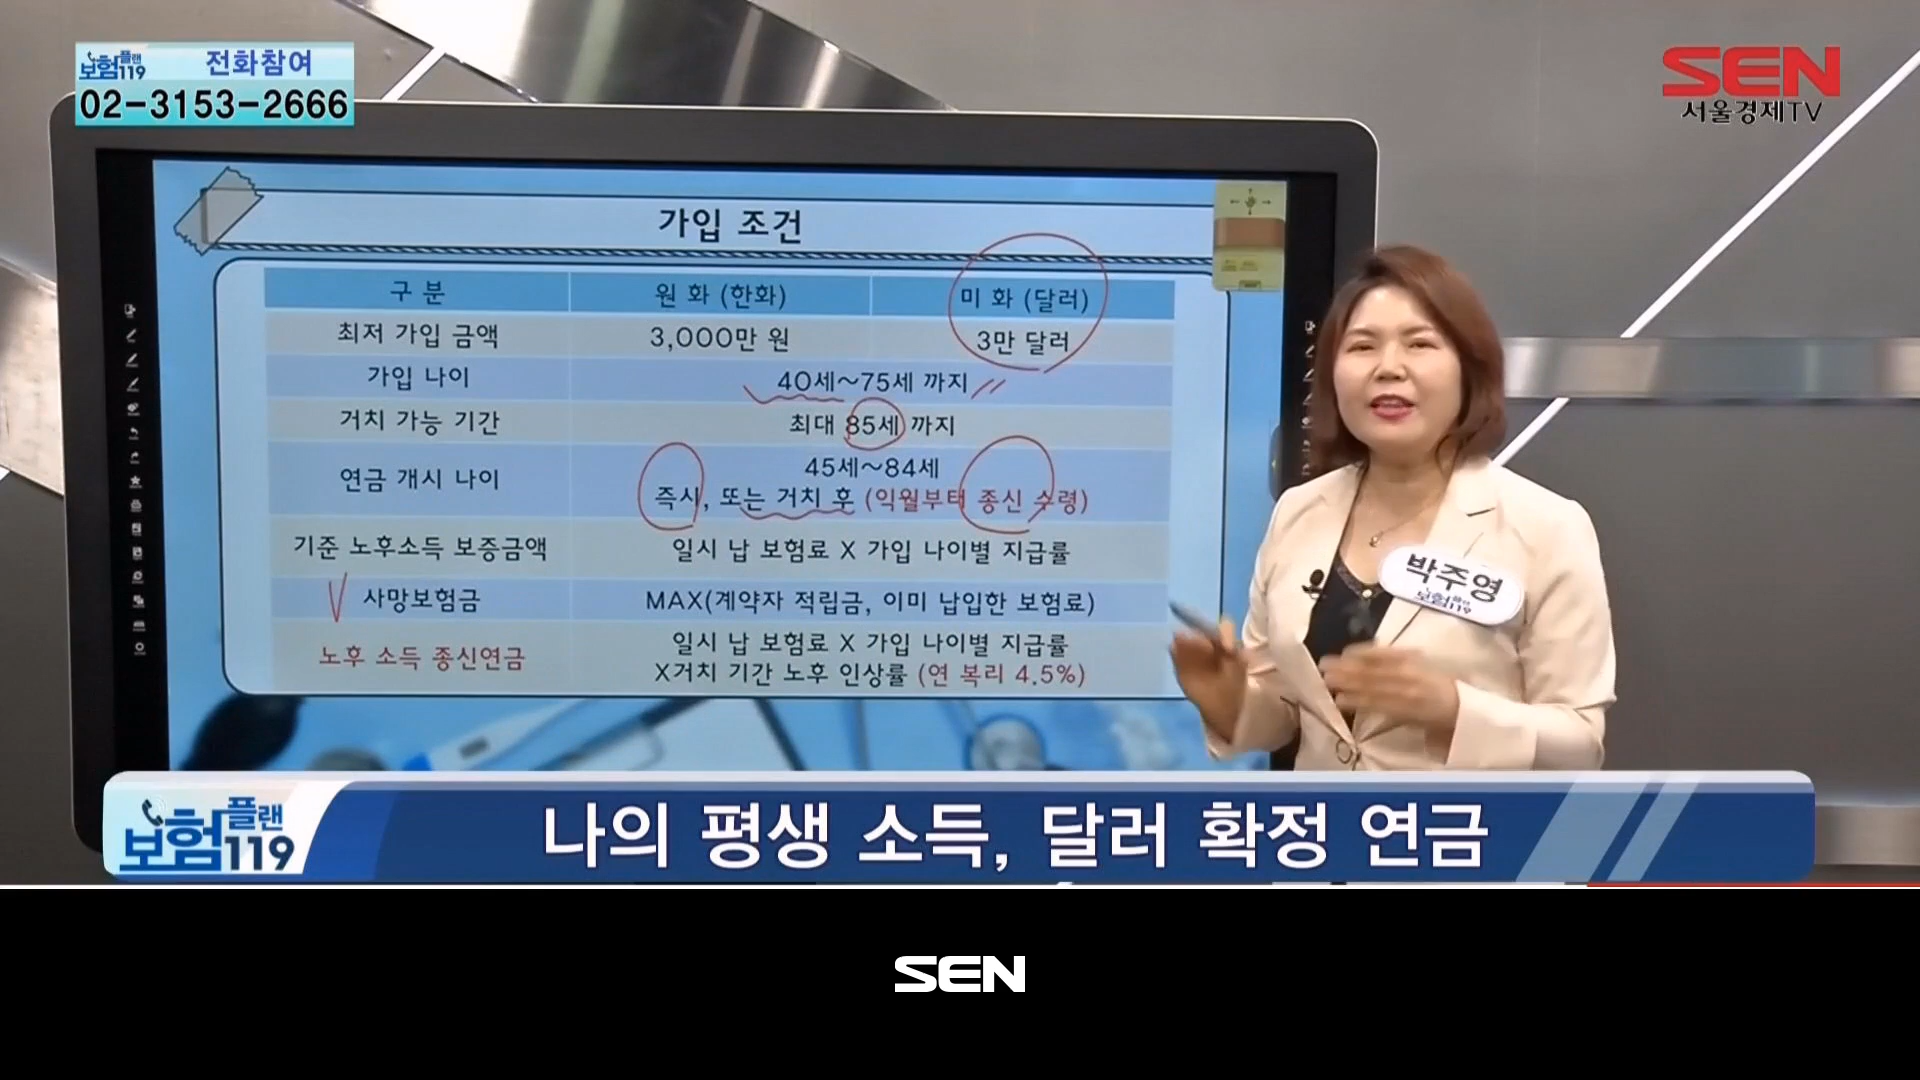 보험플랜119 전화참여
02-3153-2666
SEN
서울경제TV
가입 조건
구 분 원 화 (한화) 미 화 (달러)
최저 가입 금액 3,000만 원 3만 달러
가입 나이 40세~75세 까지
거치 가능 기간 최대 85세 까지
연금 개시 나이 45세~84세
즉시, 또는 거치 후 (익월부터 종신 수령)
기준 노후소득 보증금액 일시 납 보험료 X 가입 나이별 지급률
사망보험금 MAX(계약자 적립금, 이미 납입한 보험료)
노후 소득 종신연금 일시 납 보험료 X 가입 나이별 지급률
X거치 기간 노후 인상률 (연 복리 4.5%)
박주영
보험플랜119
보험플랜119
나의 평생 소득, 달러 확정 연금
SEN